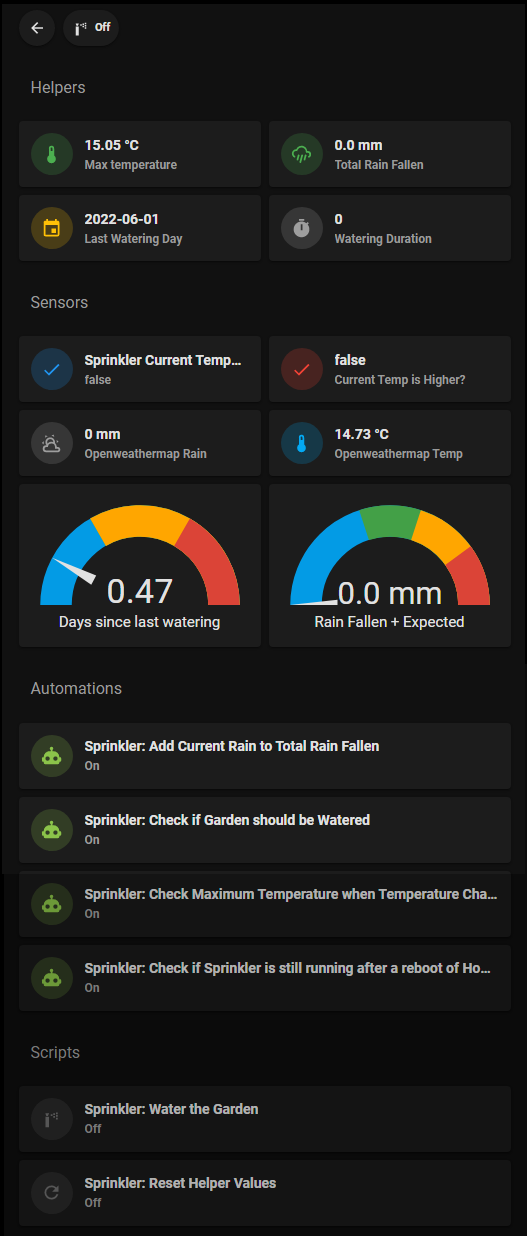 Off
Helpers
15.05 °C
Max temperature
0.0 mm
Total Rain Fallen
2022-06-01
Last Watering Day
0
Watering Duration
Sensors
Sprinkler Current Temp...
false
false
Current Temp is Higher?
0 mm
Openweathermap Rain
14.73 °C
Openweathermap Temp
0.47
Days since last watering
0.0 mm
Rain Fallen + Expected
Automations
Sprinkler: Add Current Rain to Total Rain Fallen
On
Sprinkler: Check if Garden should be Watered
On
Sprinkler: Check Maximum Temperature when Temperature Cha...
On
Sprinkler: Check if Sprinkler is still running after a reboot of Ho...
On
Scripts
Sprinkler: Water the Garden
Off
Sprinkler: Reset Helper Values
Off